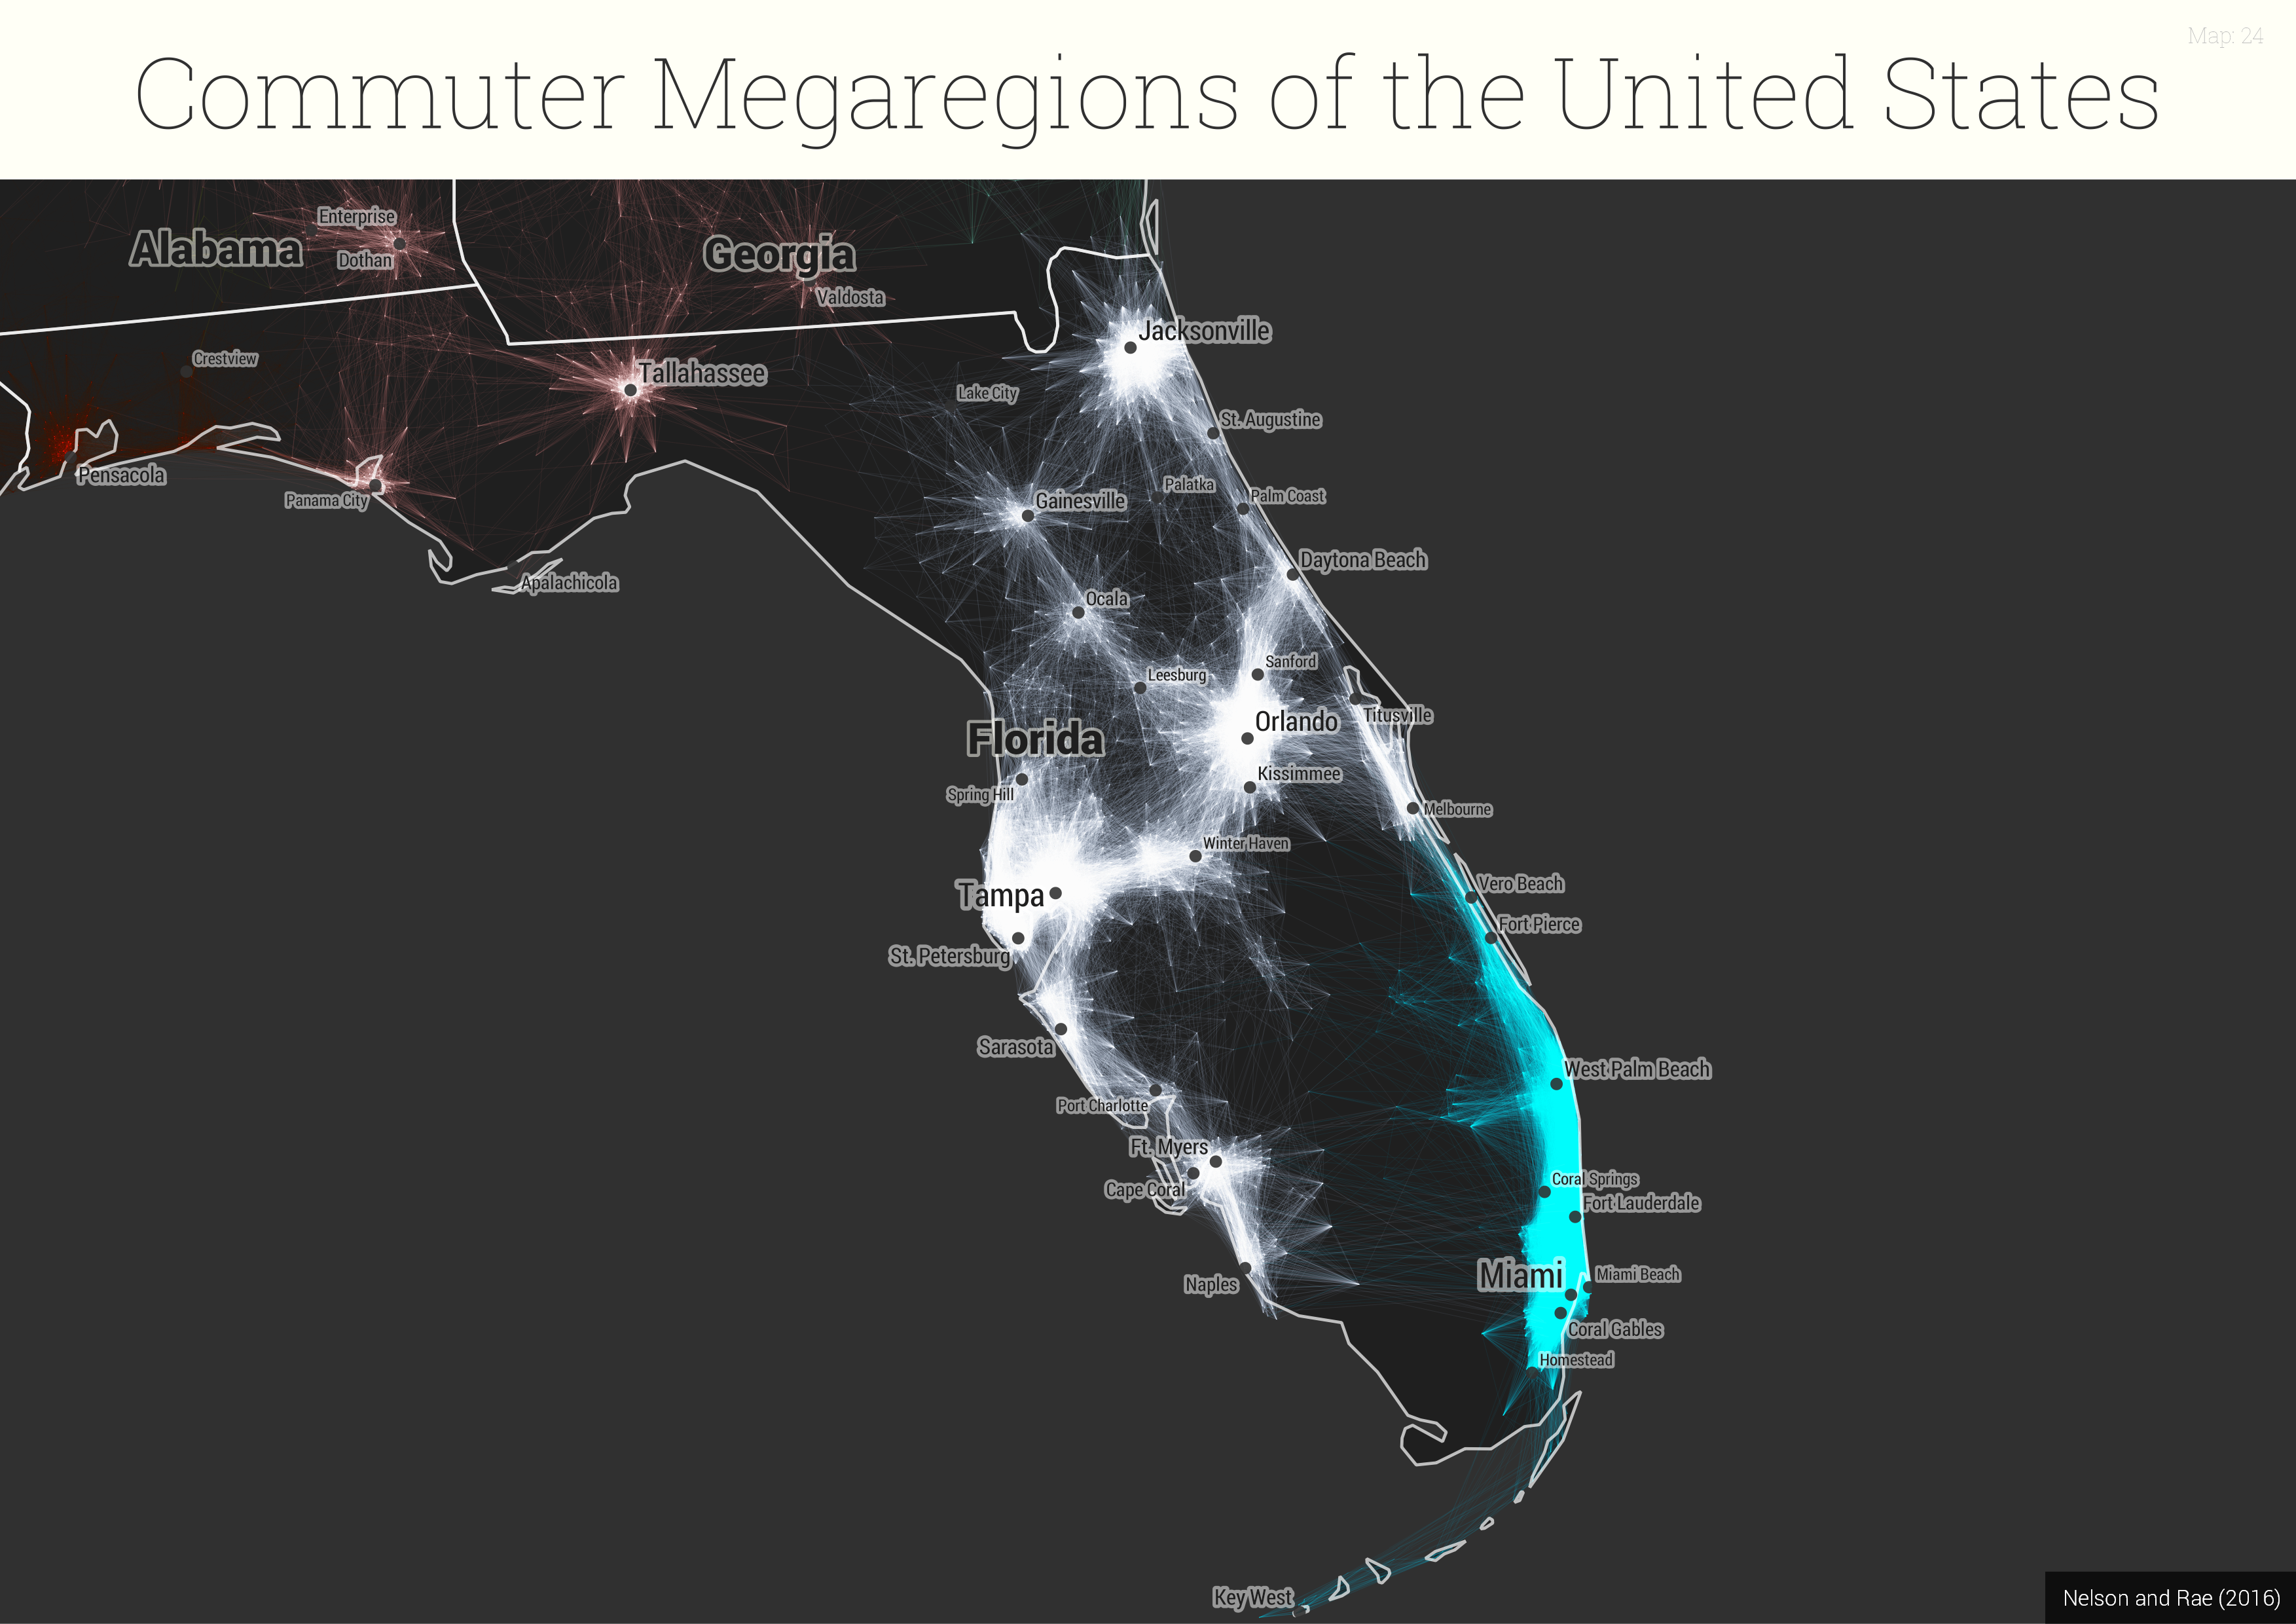 Map: 24
Commuter Megaregions of the United States
Enterprise
Alabama
Dothan
Georgia
Valdosta
Jacksonville
Crestview
Tallahassee
Lake City
St. Augustine
Pensacola
Panama City
Gainesville
Palatka
Palm Coast
Apalachicola
Daytona Beach
Ocala
Sanford
Leesburg
Titusville
Orlando
Florida
Kissimmee
Spring Hill
Melbourne
Winter Haven
Tampa
Vero Beach
Fort Pierce
St. Petersburg
Sarasota
West Palm Beach
Port Charlotte
Ft. Myers
Cape Coral
Coral Springs
Fort Lauderdale
Naples
Miami
Miami Beach
Coral Gables
Homestead
Key West
Nelson and Rae (2016)